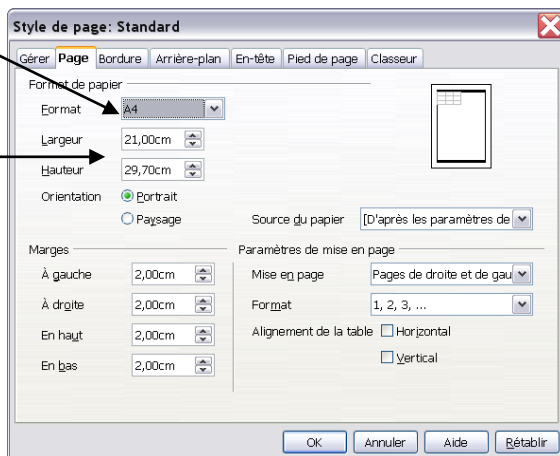 Style de page: Standard
Gérer Page Bordure Arrière-plan En-tête Pied de page Classeur
Format de papier
Format A4
Largeur 21,00cm
Hauteur 29,70cm
Orientation Portrait
Paysage Source du papier [D'après les paramètres de
Marges Paramètres de mise en page
À gauche 2,00cm Mise en page Pages de droite et de gau
À droite 2,00cm Format 1, 2, 3, ...
En haut 2,00cm Alignement de la table Horizontal
Vertical
En bas 2,00cm
OK Annuler Aide Rétablir